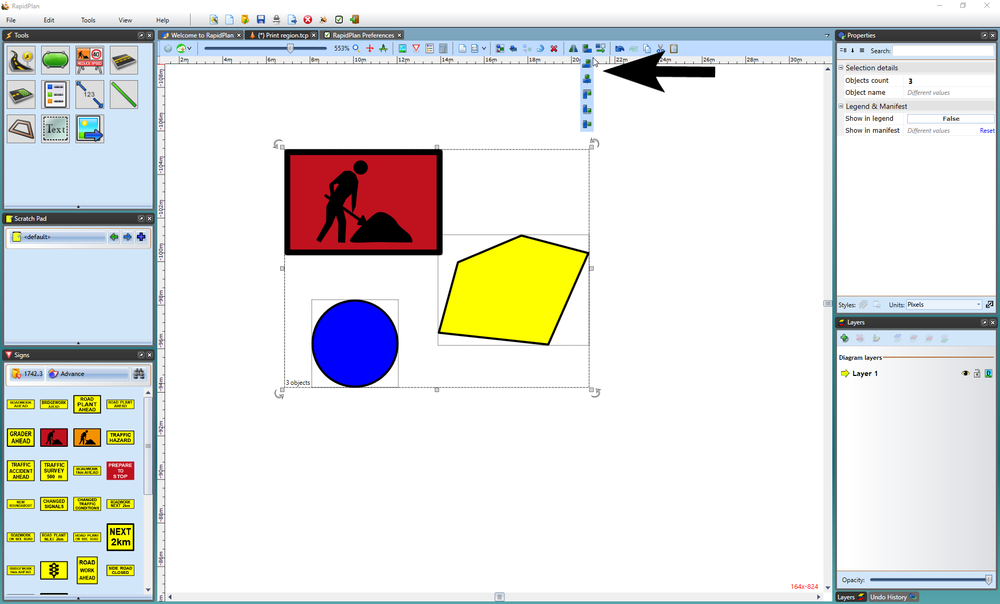 RapidPlan
File Edit Tools View Help
Tools
Welcome to RapidPlan (*) Print region.tcp RapidPlan Preferences
Properties
553%
Search:
2m 4m 6m 8m 10m 12m 14m 16m 18m 20 22m 24m 26m 28m 30m
-108m
-106m
-104m
-102m
-100m
-98m
-96m
-94m
-92m
-90m
-88m
-86m
40
REDUCE SPEED
123
Text
Selection details
Objects count 3
Object name Different values
Legend & Manifest
Show in legend False
Show in manifest Different values Reset
Scratch Pad
<default>
3 objects
Styles: Units: Pixels
Layers
Diagram layers
Layer 1
D
Signs
1742.3 Advance
ROADWORK
AHEAD
BRIDGEWORK
AHEAD
ROAD
PLANT
AHEAD
ROAD PLANT
AHEAD
GRADER
AHEAD
TRAFFIC
HAZARD
TRAFFIC
ACCIDENT
AHEAD
TRAFFIC
SURVEY
500 m
ROADWORK
1km AHEAD
PREPARE
TO
STOP
NEW
ROUNDABOUT
CHANGED
SIGNALS
CHANGED
TRAFFIC
CONDITIONS
ROADWORK
NEXT 2km
ROADWORK
ON SIDE ROAD
ROAD PLANT
NEXT 2km
ROAD PLANT
ON SIDE ROAD
NEXT
2km
BRIDGEWORK
1km AHEAD
ROAD
WORK
AHEAD
SIDE ROAD
CLOSED
164x-824
Opacity:
Layers Undo History